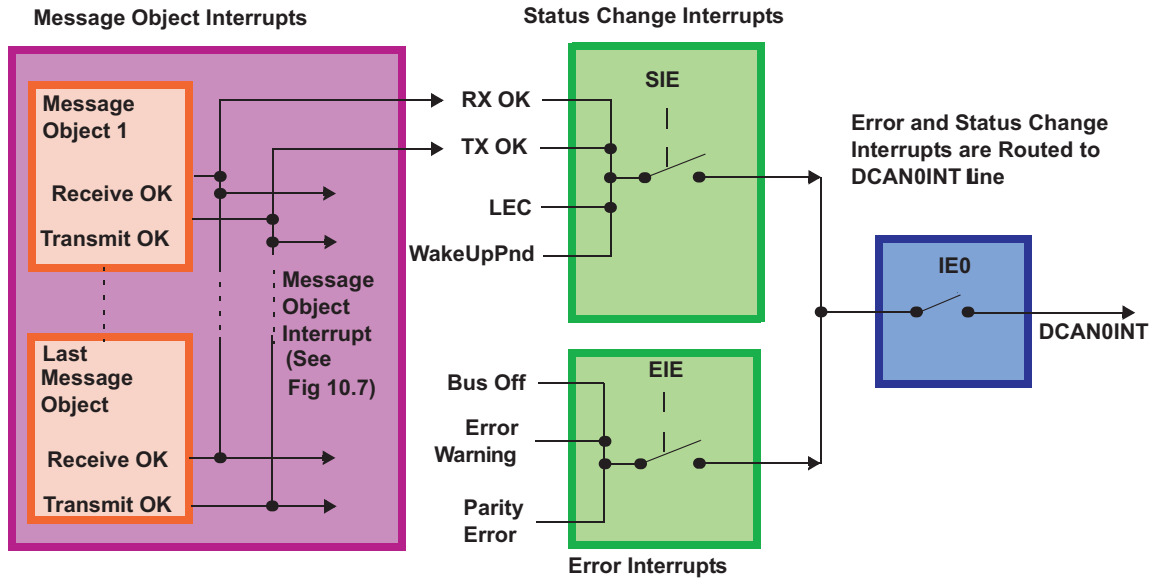 Message Object Interrupts
Status Change Interrupts
Message
Object 1
Receive OK
Transmit OK
Message
Object
Interrupt
(See
Fig 10.7)
Last
Message
Object
Receive OK
Transmit OK
RX OK
TX OK
LEC
WakeUpPnd
SIE
Bus Off
Error
Warning
Parity
Error
EIE
Error Interrupts
Error and Status Change
Interrupts are Routed to
DCAN0INT Line
IE0
DCAN0INT